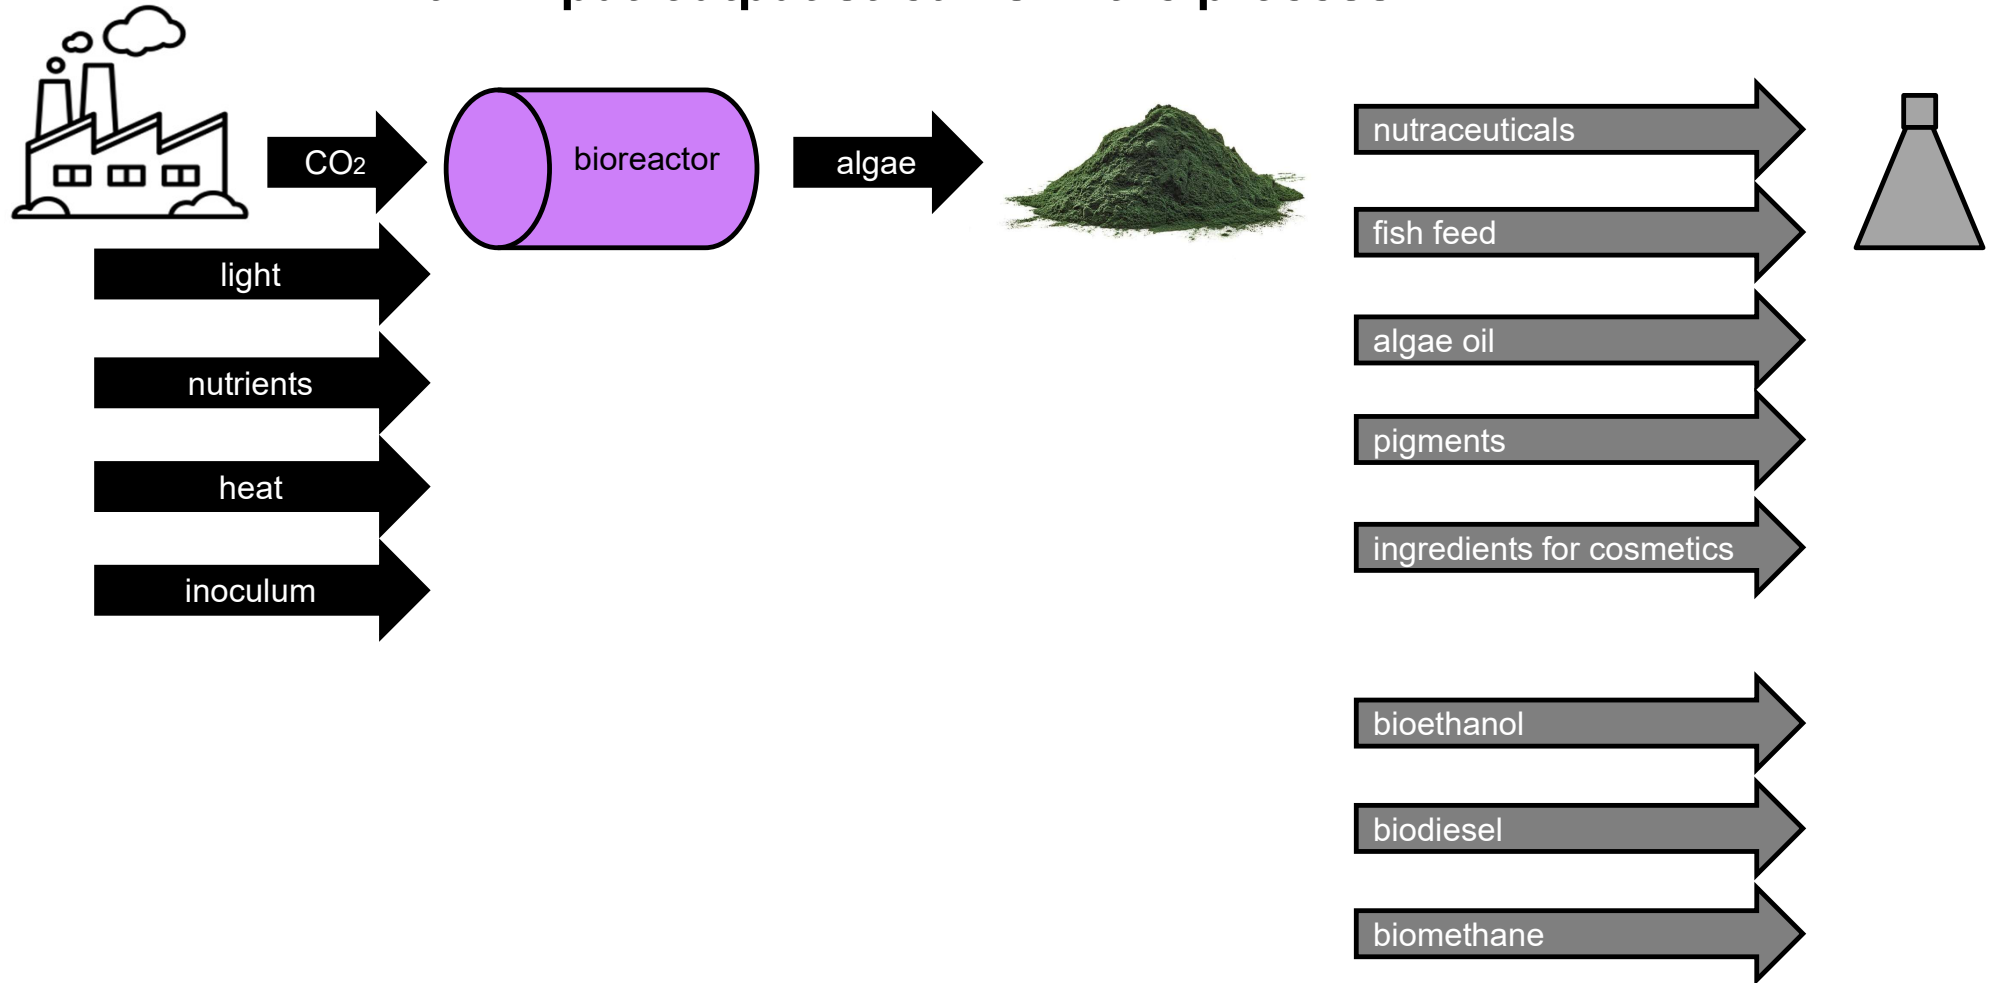 CO2
bioreactor
algae
light
nutrients
heat
inoculum
nutraceuticals
fish feed
algae oil
pigments
ingredients for cosmetics
bioethanol
biodiesel
biomethane